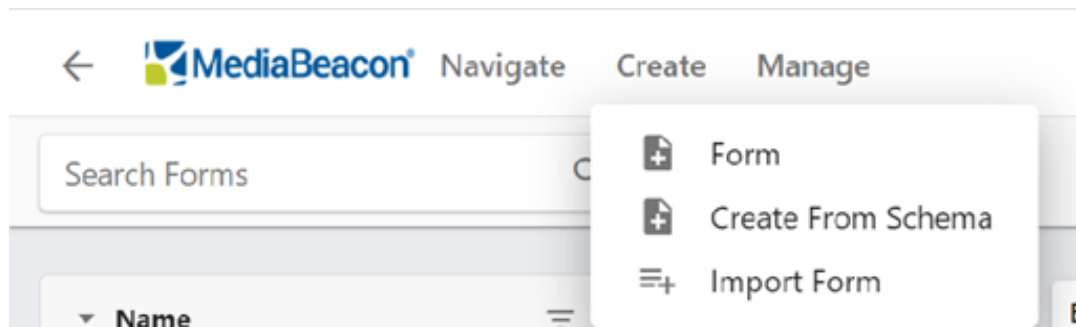 MediaBeacon® Navigate Create Manage
Form
Search Forms
Create From Schema
Import Form
Name